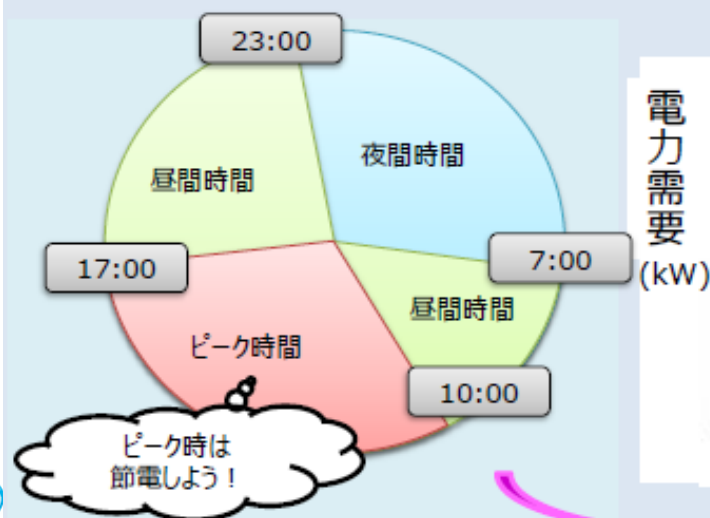 23:00
夜間時間
昼間時間
17:00
7:00
昼間時間
ピーク時間
10:00
ピーク時は
節電しよう！
電力需要
(kW)